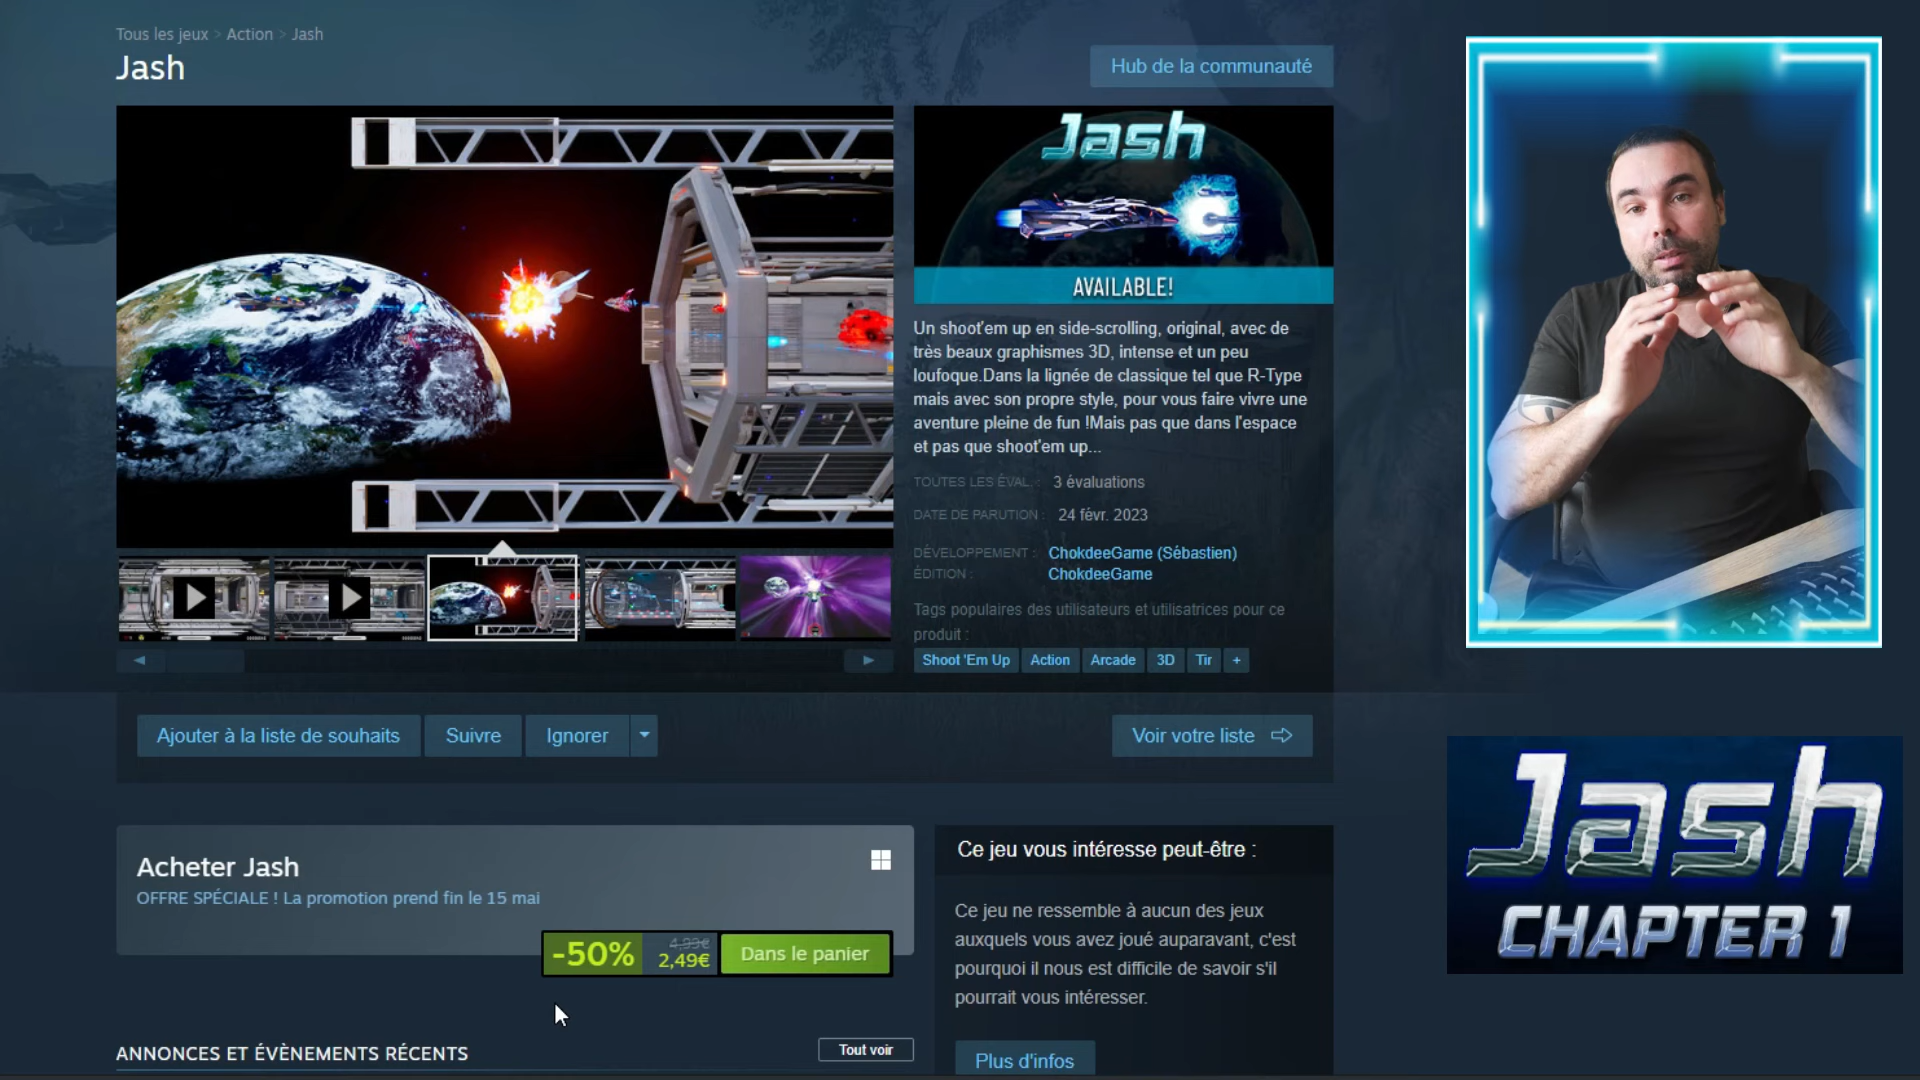 Tous les jeux > Action > Jash
Jash
Hub de la communauté
Jash
AVAILABLE!
Un shoot'em up en side-scrolling, original, avec de
très beaux graphismes 3D, intense et un peu
loufoque.Dans la lignée de classique tel que R-Type
mais avec son propre style, pour vous faire vivre une
aventure pleine de fun !Mais pas que dans l'espace
et pas que shoot'em up...
TOUTES LES ÉVAL. : 3 évaluations
DATE DE PARUTION : 24 févr. 2023
DÉVELOPPEMENT : ChokdeeGame (Sébastien)
ÉDITION : ChokdeeGame
Tags populaires des utilisateurs et utilisatrices pour ce
produit :
Shoot 'Em Up Action Arcade 3D Tir +
Ajouter à la liste de souhaits Suivre Ignorer Voir votre liste
Acheter Jash
OFFRE SPÉCIALE ! La promotion prend fin le 15 mai
-50% 4,99€ 2,49€ Dans le panier
Ce jeu vous intéresse peut-être :
Ce jeu ne ressemble à aucun des jeux
auxquels vous avez joué auparavant, c'est
pourquoi il nous est difficile de savoir s'il
pourrait vous intéresser.
Plus d'infos
ANNONCES ET ÉVÈNEMENTS RÉCENTS Tout voir
Jash
CHAPTER 1